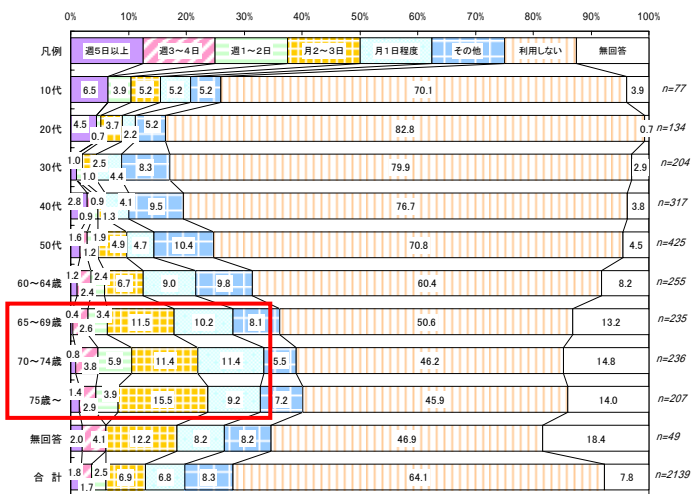 0% 10% 20% 30% 40% 50% 60% 70% 80% 90% 100%
凡例 週5日以上 週3～4日 週1～2日 月2～3日 月1日程度 その他 利用しない 無回答
10代 6.5 3.9 5.2 5.2 5.2 70.1 3.9 n=77
20代 4.5 0.7 3.7 2.2 5.2 82.8 0.7 n=134
30代 1.0 1.0 2.5 4.4 8.3 79.9 2.9 n=204
40代 2.8 0.9 0.9 1.3 4.1 9.5 76.7 3.8 n=317
50代 1.6 1.2 1.9 4.9 4.7 10.4 70.8 4.5 n=425
60～64歳 1.2 2.4 2.4 6.7 9.0 9.8 60.4 8.2 n=255
65～69歳 0.4 2.6 3.4 11.5 10.2 8.1 50.6 13.2 n=235
70～74歳 0.8 3.8 5.9 11.4 11.4 5.5 46.2 14.8 n=236
75歳～ 1.4 2.9 3.9 15.5 9.2 7.2 45.9 14.0 n=207
無回答 2.0 4.1 12.2 8.2 8.2 46.9 18.4 n=49
合 計 1.8 1.7 2.5 6.9 6.8 8.3 64.1 7.8 n=2139